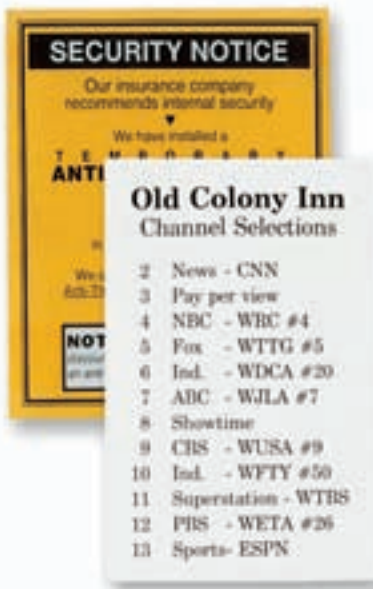 SECURITY NOTICE
Our insurance company
recommends internal security
▼
We have installed a
T E M P O R A R Y
ANTI
NOT
Old Colony Inn
Channel Selections
2 News - CNN
3 Pay per view
4 NBC - WRC #4
5 Fox - WTTG #5
6 Ind. - WDCA #20
7 ABC - WJLA #7
8 Showtime
9 CBS - WUSA #9
10 Ind. - WFTY #50
11 Superstation - WTBS
12 PBS - WETA #26
13 Sports- ESPN